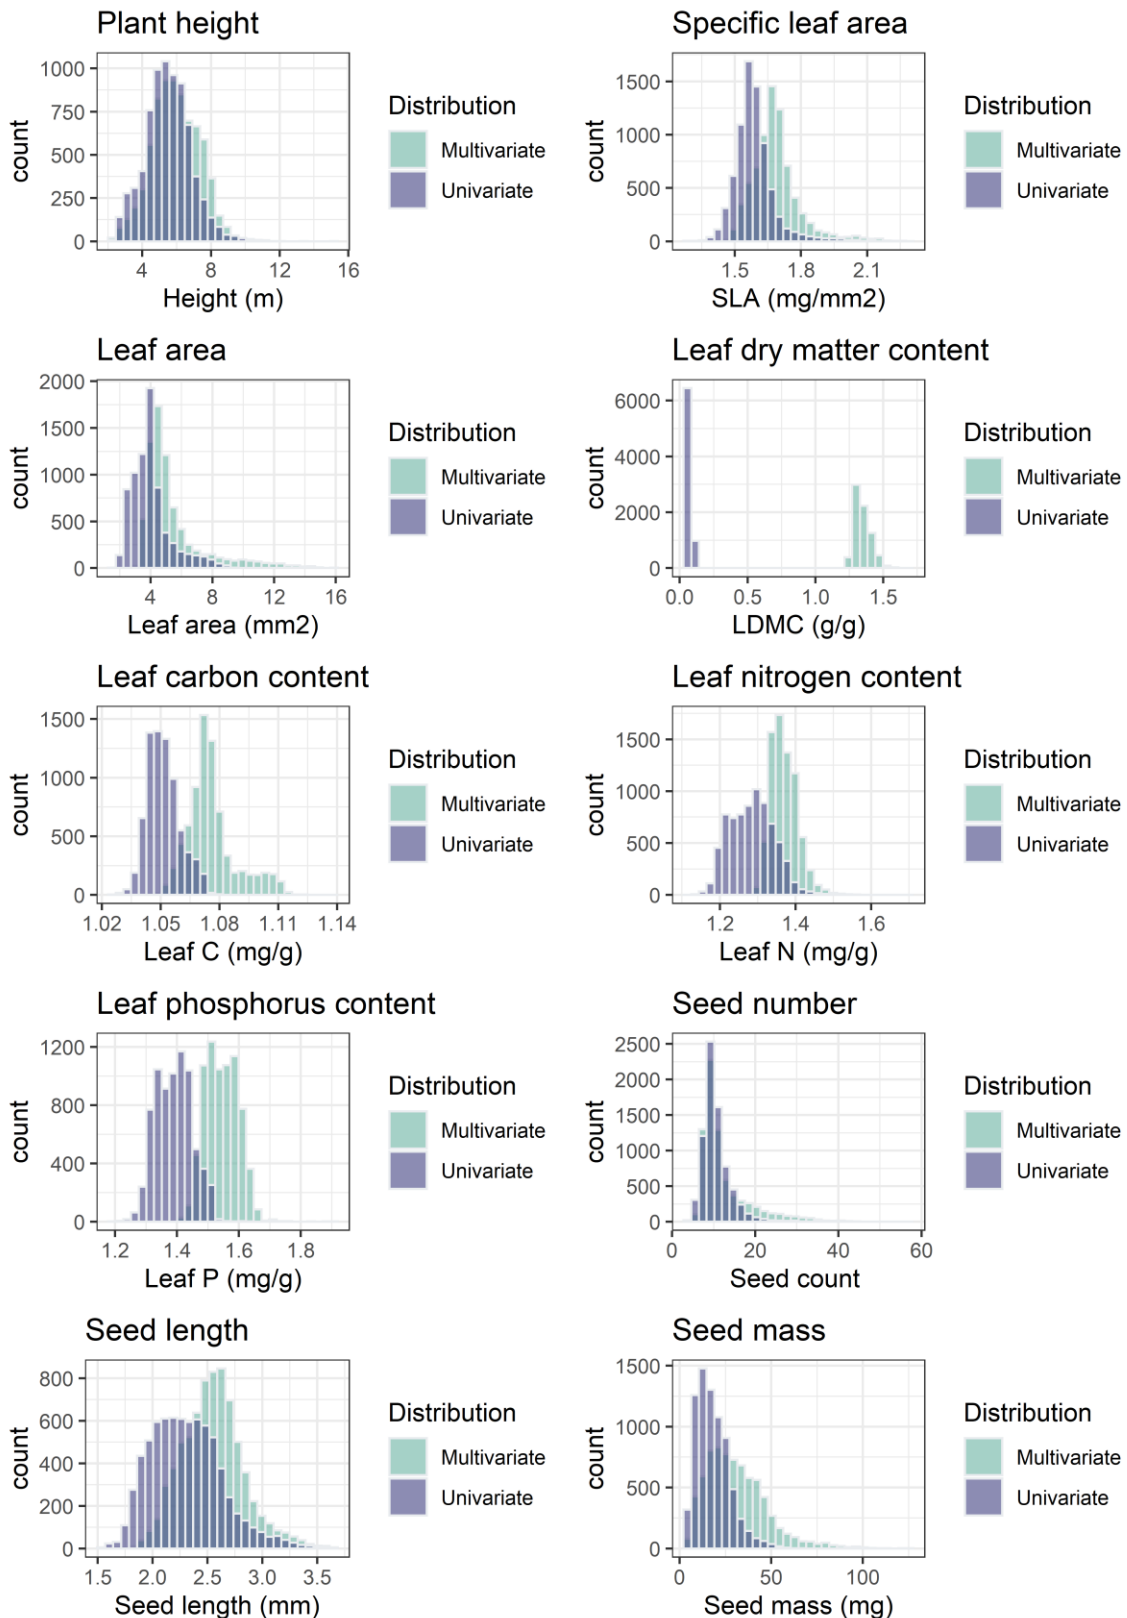 Plant height
1000
750
500
250
0
count
4 8 12 16
Height (m)
Distribution
Multivariate
Univariate
Specific leaf area
1500
1000
500
0
count
1.5 1.8 2.1
SLA (mg/mm2)
Distribution
Multivariate
Univariate
Leaf area
2000
1500
1000
500
0
count
4 8 12 16
Leaf area (mm2)
Distribution
Multivariate
Univariate
Leaf dry matter content
6000
4000
2000
0
count
0.0 0.5 1.0 1.5
LDMC (g/g)
Distribution
Multivariate
Univariate
Leaf carbon content
1500
1000
500
0
count
1.02 1.05 1.08 1.11 1.14
Leaf C (mg/g)
Distribution
Multivariate
Univariate
Leaf nitrogen content
1500
1000
500
0
count
1.2 1.4 1.6
Leaf N (mg/g)
Distribution
Multivariate
Univariate
Leaf phosphorus content
1200
800
400
0
count
1.2 1.4 1.6 1.8
Leaf P (mg/g)
Distribution
Multivariate
Univariate
Seed number
2500
2000
1500
1000
500
0
count
0 20 40 60
Seed count
Distribution
Multivariate
Univariate
Seed length
800
600
400
200
0
count
1.5 2.0 2.5 3.0 3.5
Seed length (mm)
Distribution
Multivariate
Univariate
Seed mass
1500
1000
500
0
count
0 50 100
Seed mass (mg)
Distribution
Multivariate
Univariate